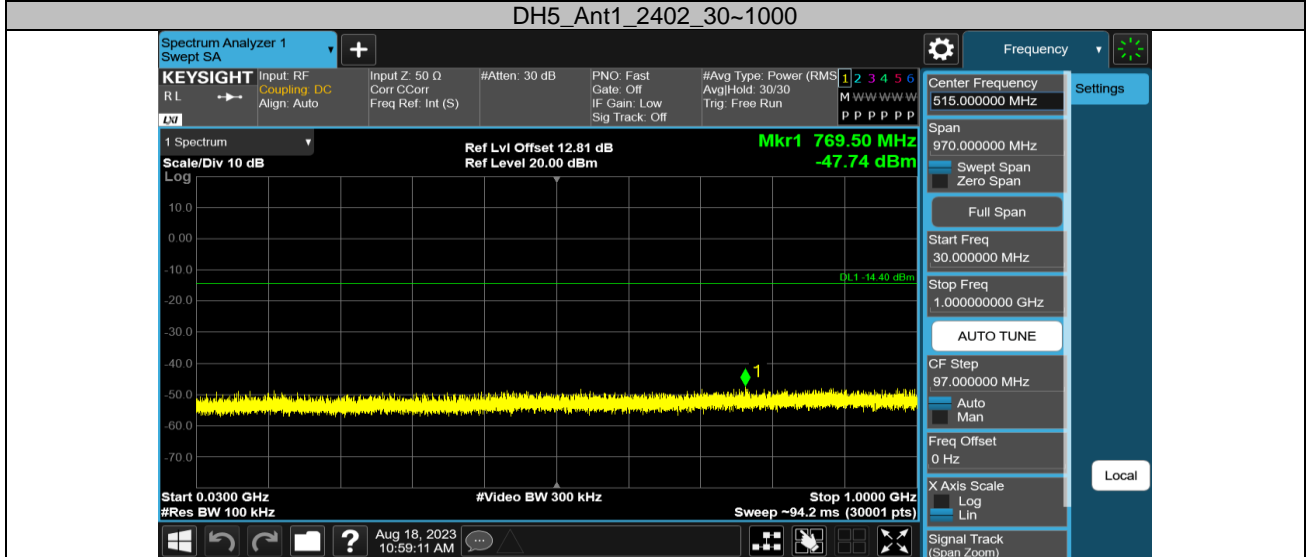 DH5_Ant1_2402_30~1000
Spectrum Analyzer 1
Swept SA
Frequency
KEYSIGHT
RL
LXI
Input: RF
Coupling: DC
Align: Auto
Input Z: 50 Ω
Corr CCorr
Freq Ref: Int (S)
#Atten: 30 dB
PNO: Fast
Gate: Off
IF Gain: Low
Sig Track: Off
#Avg Type: Power (RMS
Avg|Hold: 30/30
Trig: Free Run
1 2 3 4 5 6
M W W W W W
P P P P P P
1 Spectrum
Scale/Div 10 dB
Log
Ref Lvl Offset 12.81 dB
Ref Level 20.00 dBm
Mkr1 769.50 MHz
-47.74 dBm
10.0
0.00
-10.0
DL1 -14.40 dBm
-20.0
-30.0
-40.0
1
-50.0
-60.0
-70.0
Start 0.0300 GHz
#Res BW 100 kHz
#Video BW 300 kHz
Stop 1.0000 GHz
Sweep ~94.2 ms (30001 pts)
?
Aug 18, 2023
10:59:11 AM
Center Frequency
515.000000 MHz
Settings
Span
970.000000 MHz
Swept Span
Zero Span
Full Span
Start Freq
30.000000 MHz
Stop Freq
1.000000000 GHz
AUTO TUNE
CF Step
97.000000 MHz
Auto
Man
Freq Offset
0 Hz
Local
X Axis Scale
Log
Lin
Signal Track
(Span Zoom)